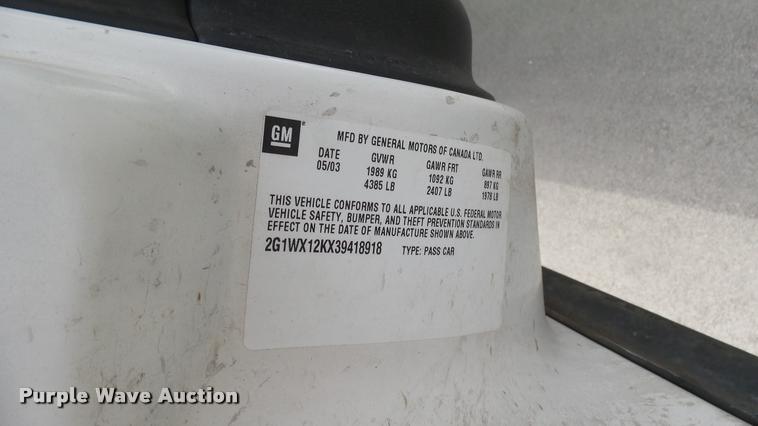 GM
MFD BY GENERAL MOTORS OF CANADA LTD.
DATE GVWR GAWR FRT GAWR RR
05/03 1989 KG 1092 KG 897 KG
4385 LB 2407 LB 1978 LB
THIS VEHICLE CONFORMS TO ALL APPLICABLE U.S. FEDERAL MOTOR
VEHICLE SAFETY, BUMPER, AND THEFT PREVENTION STANDARDS IN
EFFECT ON THE DATE OF MANUFACTURE SHOWN ABOVE.
2G1WX12KX39418918 TYPE: PASS CAR
Purple Wave Auction